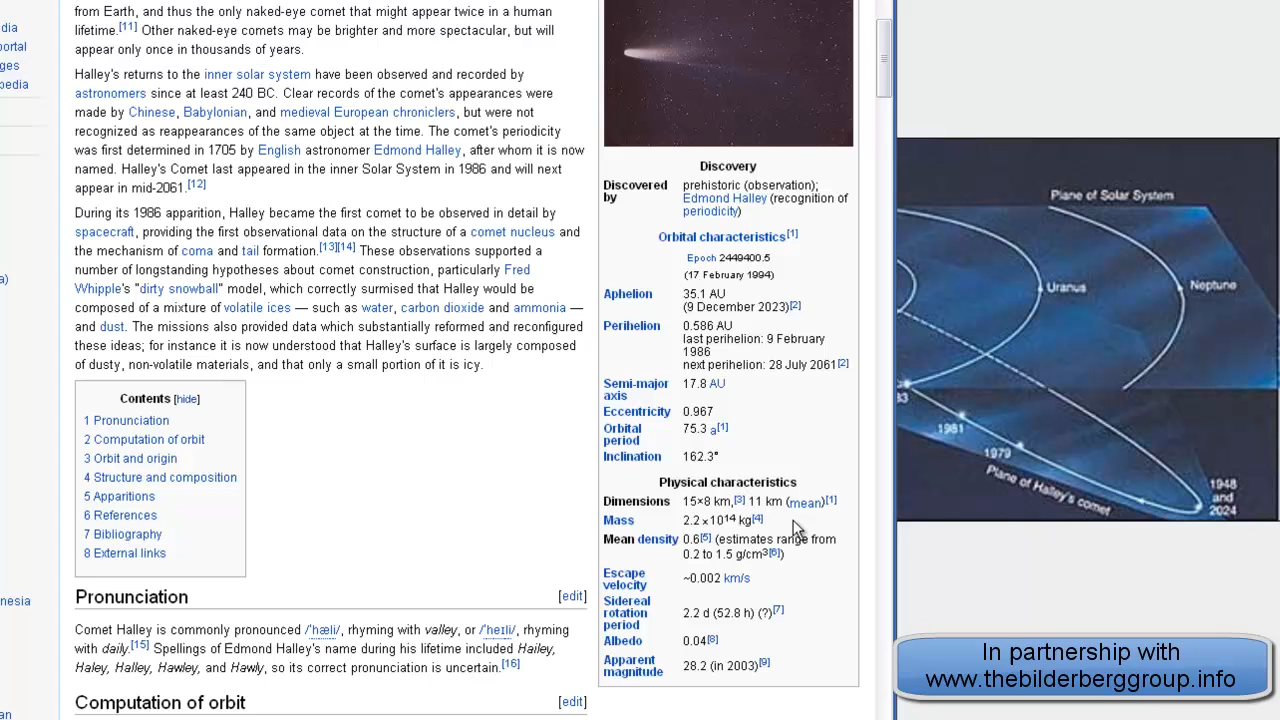 from Earth, and thus the only naked-eye comet that might appear twice in a human
lifetime.[11] Other naked-eye comets may be brighter and more spectacular, but will
appear only once in thousands of years.
Halley's returns to the inner solar system have been observed and recorded by
astronomers since at least 240 BC. Clear records of the comet's appearances were
made by Chinese, Babylonian, and medieval European chroniclers, but were not
recognized as reappearances of the same object at the time. The comet's periodicity
was first determined in 1705 by English astronomer Edmond Halley, after whom it is now
named. Halley's Comet last appeared in the inner Solar System in 1986 and will next
appear in mid-2061.[12]
During its 1986 apparition, Halley became the first comet to be observed in detail by
spacecraft, providing the first observational data on the structure of a comet nucleus and
the mechanism of coma and tail formation.[13][14] These observations supported a
number of longstanding hypotheses about comet construction, particularly Fred
Whipple's "dirty snowball" model, which correctly surmised that Halley would be
composed of a mixture of volatile ices — such as water, carbon dioxide and ammonia —
and dust. The missions also provided data which substantially reformed and reconfigured
these ideas; for instance it is now understood that Halley's surface is largely composed
of dusty, non-volatile materials, and that only a small portion of it is icy.
Contents [hide]
1 Pronunciation
2 Computation of orbit
3 Orbit and origin
4 Structure and composition
5 Apparitions
6 References
7 Bibliography
8 External links
Pronunciation [edit]
Comet Halley is commonly pronounced /ˈhæli/, rhyming with valley, or /ˈheɪli/, rhyming
with daily.[15] Spellings of Edmond Halley's name during his lifetime included Hailey,
Haley, Halley, Hawley, and Hawly, so its correct pronunciation is uncertain.[16]
Computation of orbit [edit]
Discovery
Discovered by prehistoric (observation);
Edmond Halley (recognition of
periodicity)
Orbital characteristics[1]
Epoch 2449400.5
(17 February 1994)
Aphelion 35.1 AU
(9 December 2023)[2]
Perihelion 0.586 AU
last perihelion: 9 February
1986
next perihelion: 28 July 2061[2]
Semi-major axis 17.8 AU
Eccentricity 0.967
Orbital period 75.3 a[1]
Inclination 162.3°
Physical characteristics
Dimensions 15×8 km,[3] 11 km (mean)[1]
Mass 2.2×10¹⁴ kg[4]
Mean density 0.6[5] (estimates range from
0.2 to 1.5 g/cm³[6])
Escape velocity ~0.002 km/s
Sidereal rotation period 2.2 d (52.8 h) (?)[7]
Albedo 0.04[8]
Apparent magnitude 28.2 (in 2003)[9]
Plane of Solar System
Uranus
Neptune
1981
1979
Plane of Halley's comet
1948
and
2024
In partnership with
www.thebilderberggroup.info